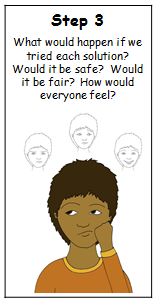 Step 3
What would happen if we
tried each solution?
Would it be safe? Would
it be fair? How would
everyone feel?